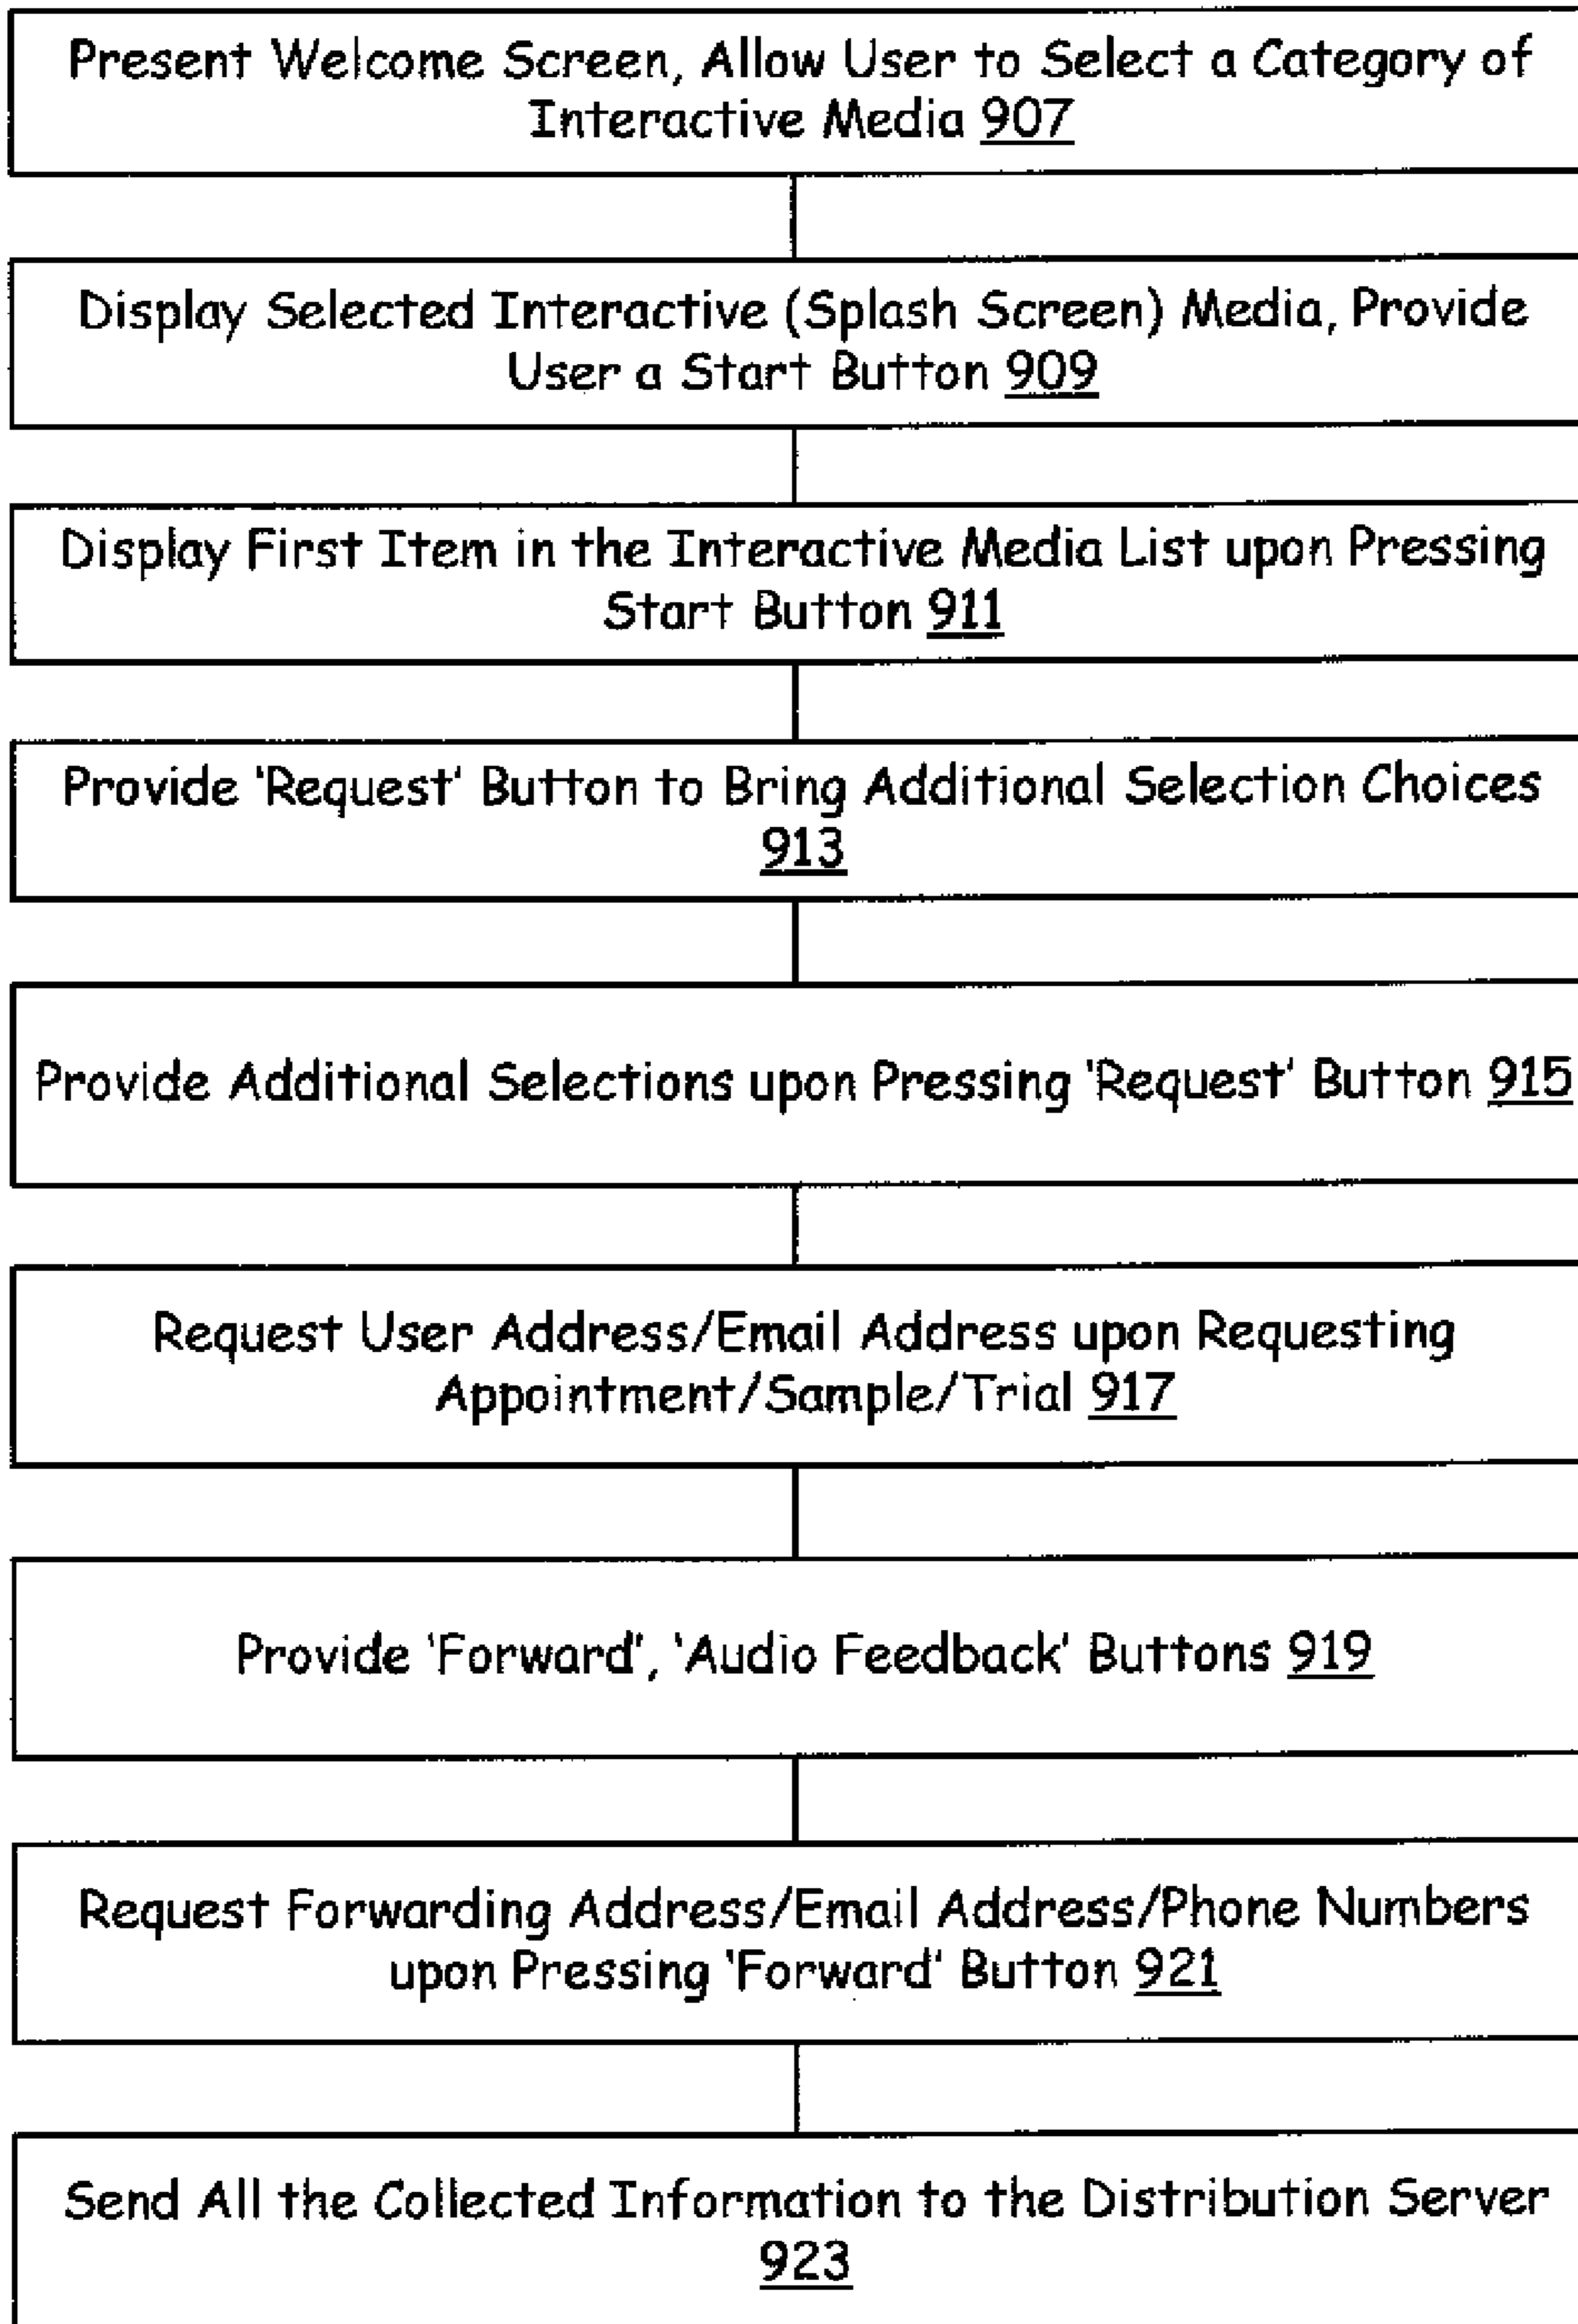 Present Welcome Screen, Allow User to Select a Category of
Interactive Media 907
Display Selected Interactive (Splash Screen) Media, Provide
User a Start Button 909
Display First Item in the Interactive Media List upon Pressing
Start Button 911
Provide 'Request' Button to Bring Additional Selection Choices
913
Provide Additional Selections upon Pressing 'Request' Button 915
Request User Address/Email Address upon Requesting
Appointment/Sample/Trial 917
Provide 'Forward', 'Audio Feedback' Buttons 919
Request Forwarding Address/Email Address/Phone Numbers
upon Pressing 'Forward' Button 921
Send All the Collected Information to the Distribution Server
923